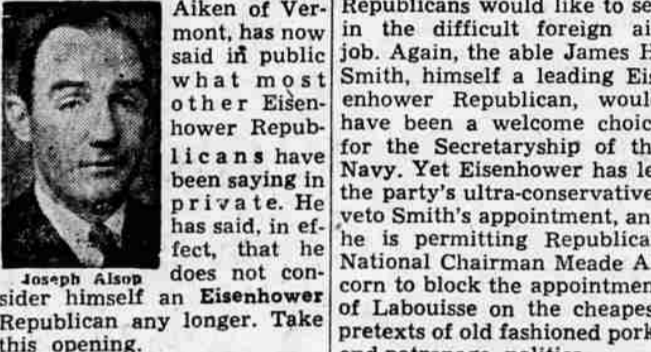 Aiken of Ver-
mont, has now
said in public
what most
other Eisen-
hower Repub-
licans have
been saying in
private. He
has said, in ef-
fect, that he
does not con-
Joseph Alsop
sider himself an Eisenhower
Republican any longer. Take
this opening.
Republicans would like to se
in the difficult foreign ai
job. Again, the able James H
Smith, himself a leading Eis
enhower Republican, woul
have been a welcome choic
for the Secretaryship of th
Navy. Yet Eisenhower has le
the party's ultra-conservative
veto Smith's appointment, an
he is permitting Republica
National Chairman Meade A
corn to block the appointmen
of Labouisse on the cheapes
pretexts of old fashioned pork